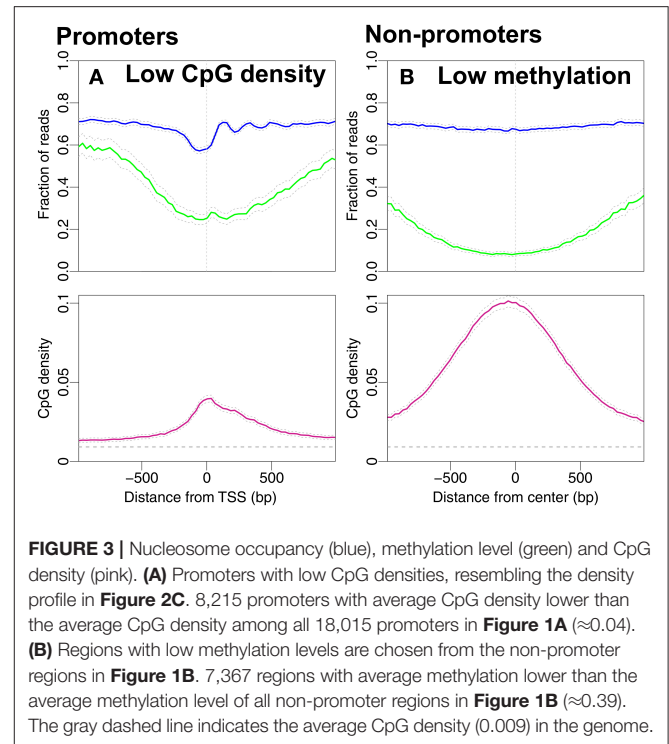 Promoters
Non-promoters
A Low CpG density
B Low methylation
Fraction of reads
0.0 0.2 0.4 0.6 0.8 1.0
Fraction of reads
0.0 0.2 0.4 0.6 0.8 1.0
CpG density
0 0.05 0.1
CpG density
0 0.05 0.1
−500 0 500
Distance from TSS (bp)
−500 0 500
Distance from center (bp)
FIGURE 3 | Nucleosome occupancy (blue), methylation level (green) and CpG
density (pink). (A) Promoters with low CpG densities, resembling the density
profile in Figure 2C. 8,215 promoters with average CpG density lower than
the average CpG density among all 18,015 promoters in Figure 1A (≈0.04).
(B) Regions with low methylation levels are chosen from the non-promoter
regions in Figure 1B. 7,367 regions with average methylation lower than the
average methylation level of all non-promoter regions in Figure 1B (≈0.39).
The gray dashed line indicates the average CpG density (0.009) in the genome.